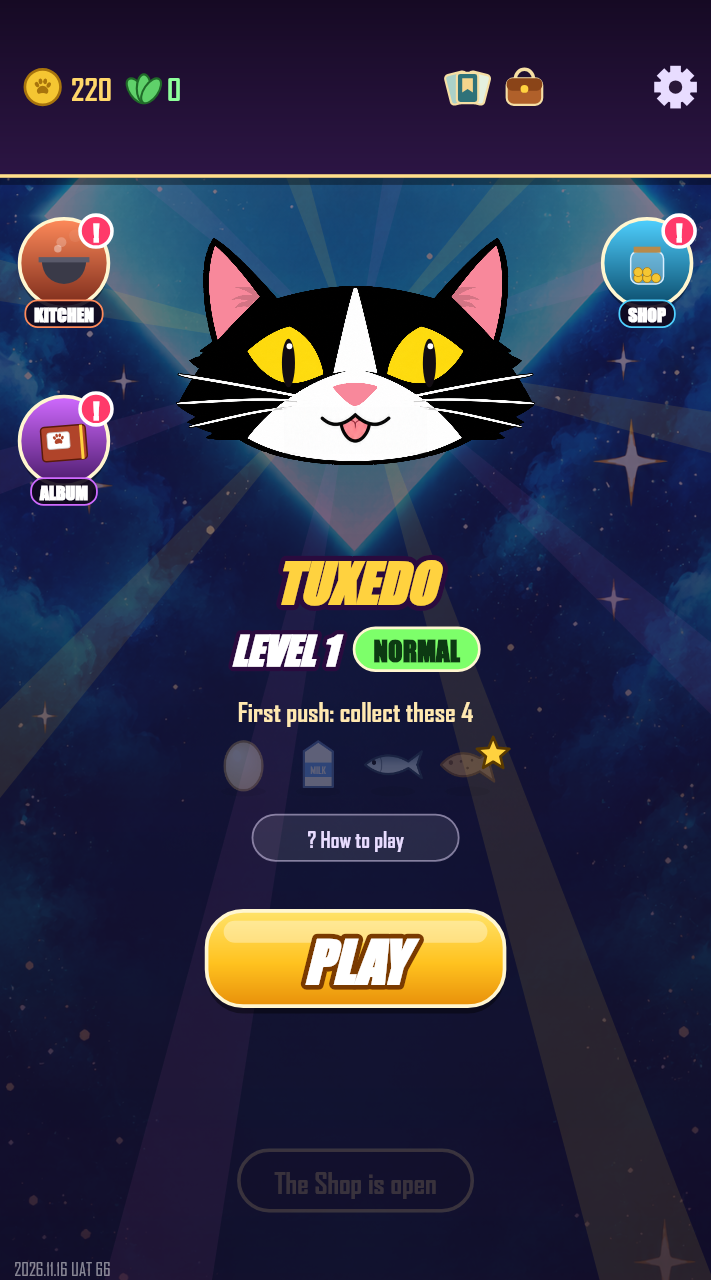 220
0
!
!
KITCHEN
SHOP
!
ALBUM
TUXEDO
LEVEL 1
NORMAL
First push: collect these 4
MILK
? How to play
PLAY
The Shop is open
2026.11.16 UAT 66